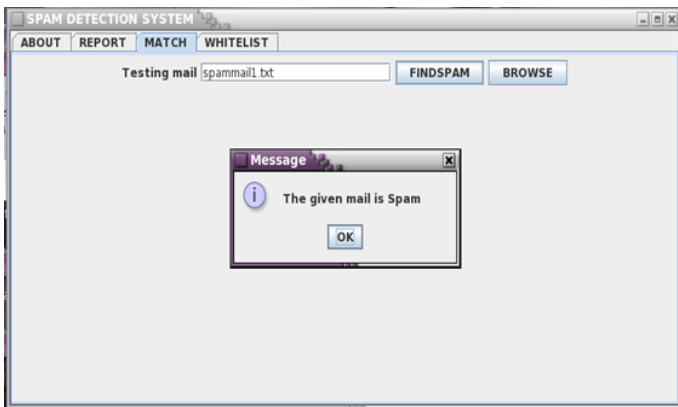 SPAM DETECTION SYSTEM
ABOUT REPORT MATCH WHITELIST
Testing mail spammail1.txt FINDSPAM BROWSE
Message
The given mail is Spam
OK